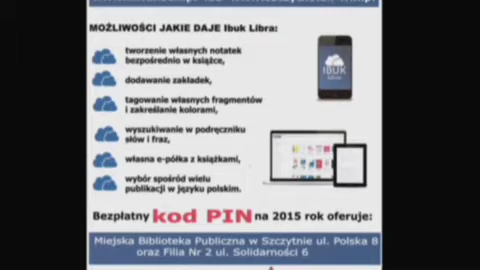 MOŻLIWOŚCI JAKIE DAJE Ibuk Libra:
tworzenie własnych notatek
bezpośrednio w książce,
dodawanie zakładek,
tagowanie własnych fragmentów
i zakreślanie kolorami,
wyszukiwanie w podręczniku
słów i fraz,
własna e-półka z książkami,
wybór spośród wielu
publikacji w języku polskim.
IBUK
Libra
Bezpłatny kod PIN na 2015 rok oferuje:
Miejska Biblioteka Publiczna w Szczytnie ul. Polska 8
oraz Filia Nr 2 ul. Solidarności 6